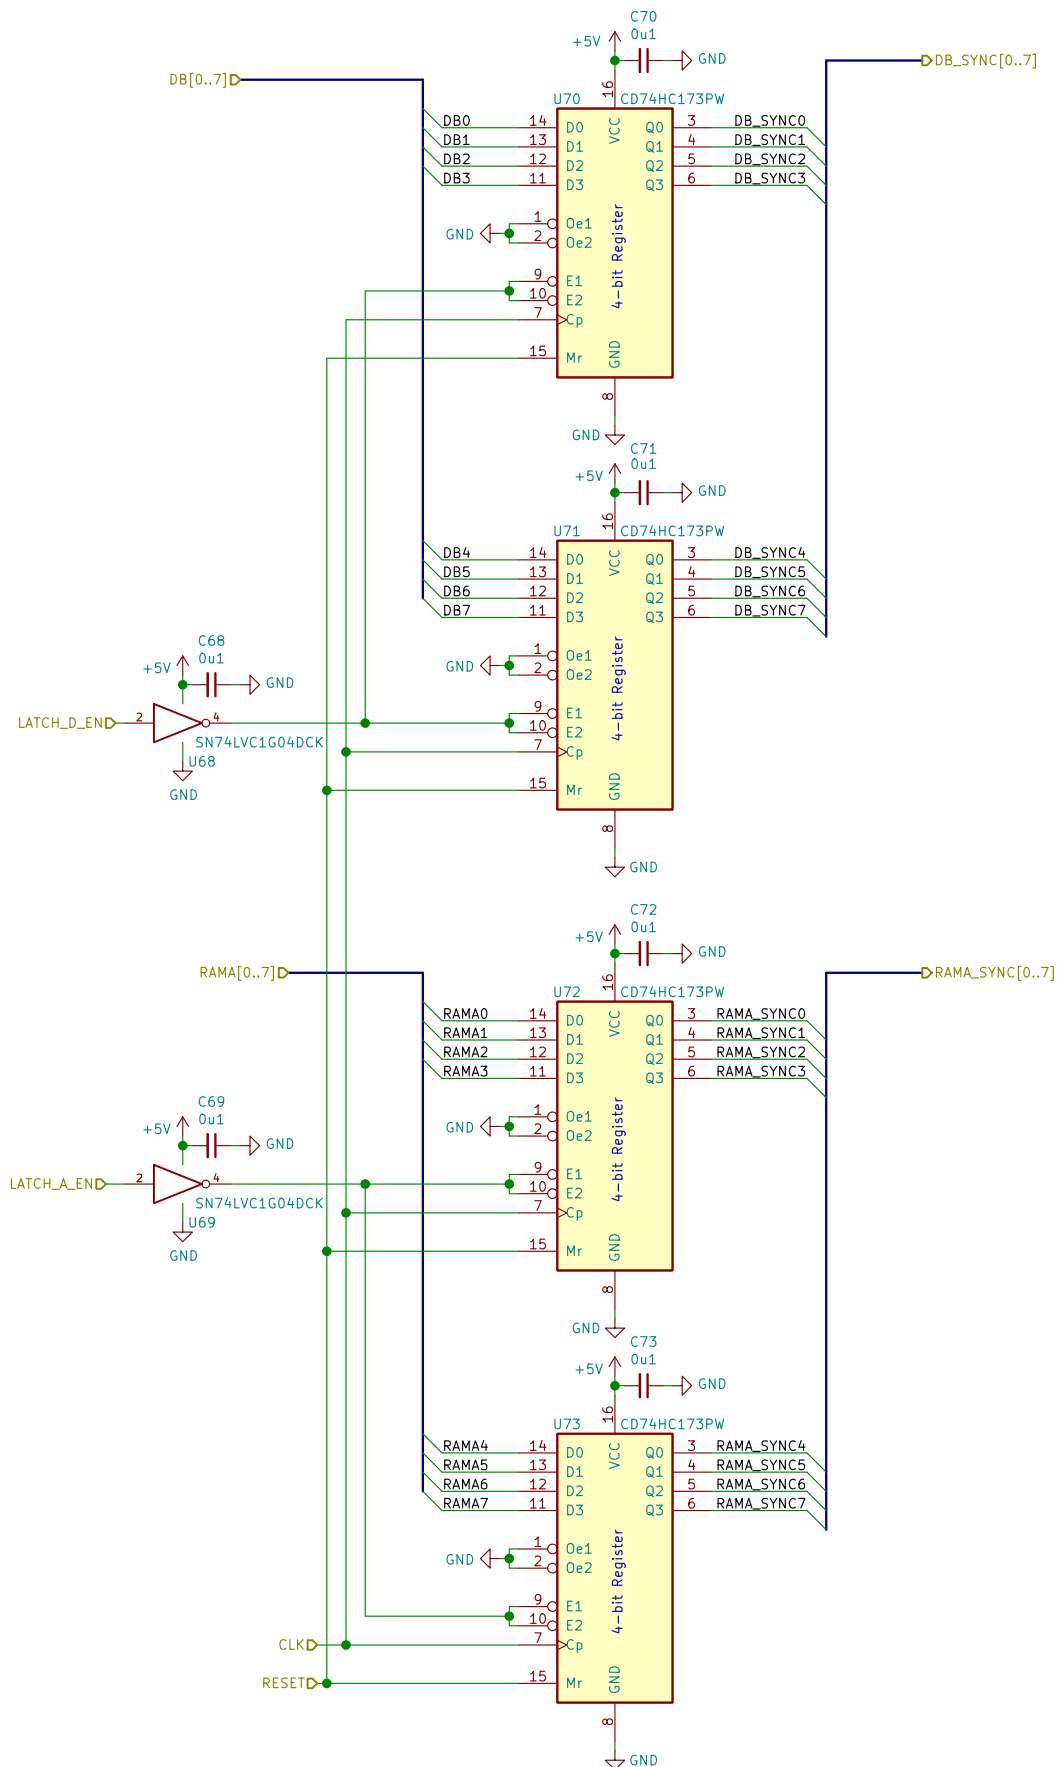 C70
0u1
+5V
GND
DB_SYNC[0..7]
DB[0..7]
U70
CD74HC173PW
16
VCC
DB0
14
D0
Q0
3
DB_SYNC0
DB1
13
D1
Q1
4
DB_SYNC1
DB2
12
D2
Q2
5
DB_SYNC2
DB3
11
D3
Q3
6
DB_SYNC3
GND
1
Oe1
2
Oe2
4-bit Register
9
E1
10
E2
7
Cp
15
Mr
GND
8
GND
C71
0u1
+5V
GND
U71
CD74HC173PW
16
VCC
DB4
14
D0
Q0
3
DB_SYNC4
DB5
13
D1
Q1
4
DB_SYNC5
DB6
12
D2
Q2
5
DB_SYNC6
DB7
11
D3
Q3
6
DB_SYNC7
GND
1
Oe1
2
Oe2
4-bit Register
9
E1
10
E2
7
Cp
15
Mr
GND
8
GND
C68
0u1
+5V
GND
LATCH_D_EN
2
4
SN74LVC1G04DCK
U68
GND
C72
0u1
+5V
GND
RAMA[0..7]
RAMA_SYNC[0..7]
U72
CD74HC173PW
16
VCC
RAMA0
14
D0
Q0
3
RAMA_SYNC0
RAMA1
13
D1
Q1
4
RAMA_SYNC1
RAMA2
12
D2
Q2
5
RAMA_SYNC2
RAMA3
11
D3
Q3
6
RAMA_SYNC3
GND
1
Oe1
2
Oe2
4-bit Register
9
E1
10
E2
7
Cp
15
Mr
GND
8
GND
C69
0u1
+5V
GND
LATCH_A_EN
2
4
SN74LVC1G04DCK
U69
GND
C73
0u1
+5V
GND
U73
CD74HC173PW
16
VCC
RAMA4
14
D0
Q0
3
RAMA_SYNC4
RAMA5
13
D1
Q1
4
RAMA_SYNC5
RAMA6
12
D2
Q2
5
RAMA_SYNC6
RAMA7
11
D3
Q3
6
RAMA_SYNC7
GND
1
Oe1
2
Oe2
4-bit Register
9
E1
10
E2
CLK
7
Cp
RESET
15
Mr
GND
8
GND